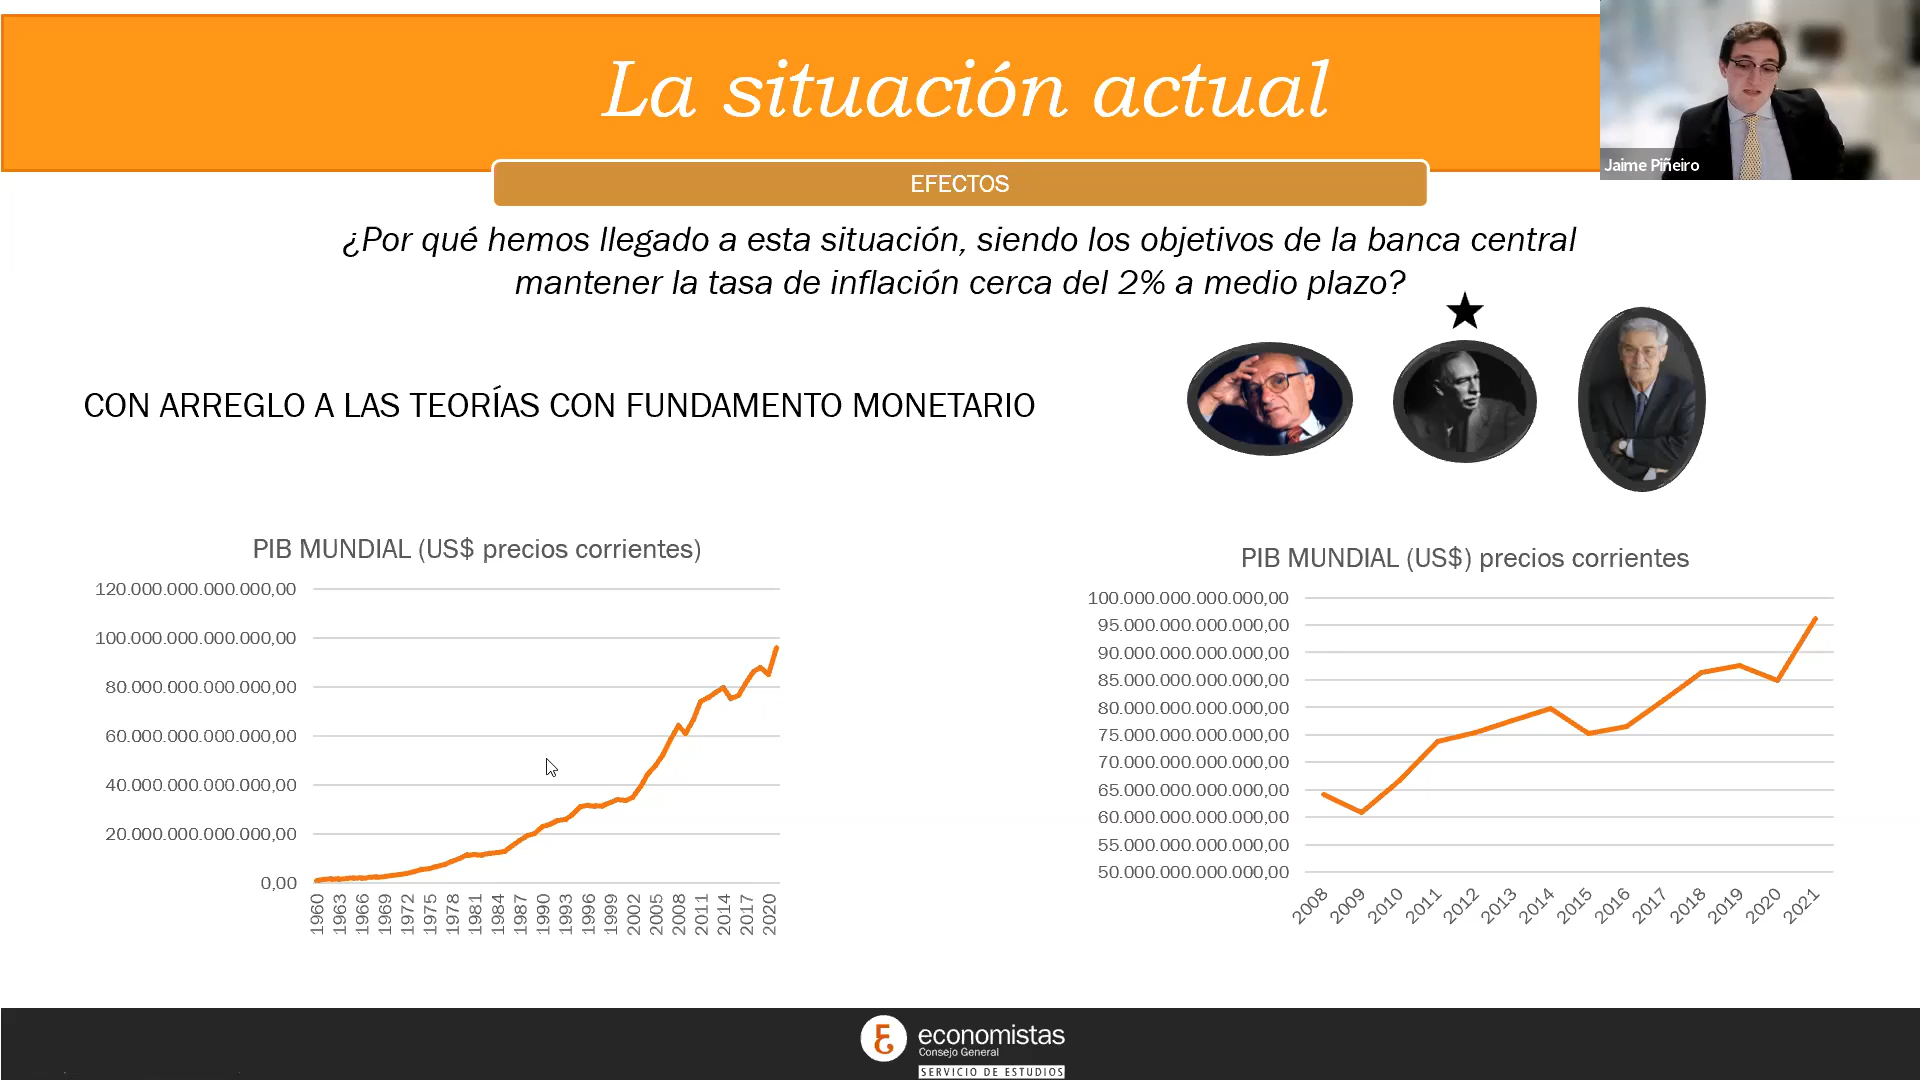 La situación actual
Jaime Piñeiro
EFECTOS
¿Por qué hemos llegado a esta situación, siendo los objetivos de la banca central
mantener la tasa de inflación cerca del 2% a medio plazo?
CON ARREGLO A LAS TEORÍAS CON FUNDAMENTO MONETARIO
PIB MUNDIAL (US$ precios corrientes)
120.000.000.000.000,00
100.000.000.000.000,00
80.000.000.000.000,00
60.000.000.000.000,00
40.000.000.000.000,00
20.000.000.000.000,00
0,00
1960 1963 1966 1969 1972 1975 1978 1981 1984 1987 1990 1993 1996 1999 2002 2005 2008 2011 2014 2017 2020
PIB MUNDIAL (US$) precios corrientes
100.000.000.000.000,00
95.000.000.000.000,00
90.000.000.000.000,00
85.000.000.000.000,00
80.000.000.000.000,00
75.000.000.000.000,00
70.000.000.000.000,00
65.000.000.000.000,00
60.000.000.000.000,00
55.000.000.000.000,00
50.000.000.000.000,00
2008 2009 2010 2011 2012 2013 2014 2015 2016 2017 2018 2019 2020 2021
economistas
Consejo General
SERVICIO DE ESTUDIOS